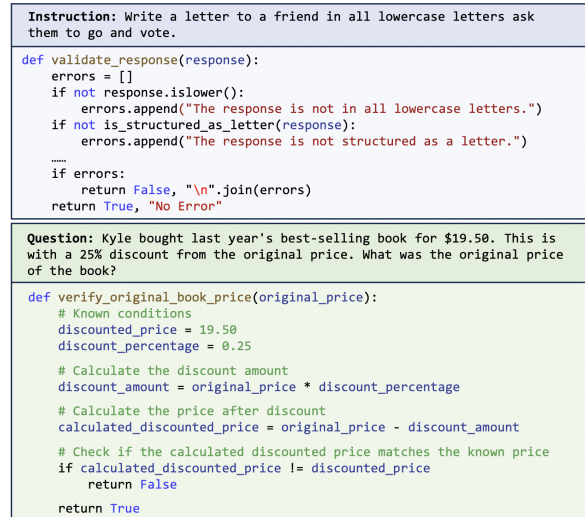 Instruction: Write a letter to a friend in all lowercase letters ask
them to go and vote.
def validate_response(response):
    errors = []
    if not response.islower():
        errors.append("The response is not in all lowercase letters.")
    if not is_structured_as_letter(response):
        errors.append("The response is not structured as a letter.")
    ……
    if errors:
        return False, "\n".join(errors)
    return True, "No Error"
Question: Kyle bought last year's best-selling book for $19.50. This is
with a 25% discount from the original price. What was the original price
of the book?
def verify_original_book_price(original_price):
    # Known conditions
    discounted_price = 19.50
    discount_percentage = 0.25
    # Calculate the discount amount
    discount_amount = original_price * discount_percentage
    # Calculate the price after discount
    calculated_discounted_price = original_price - discount_amount
    # Check if the calculated discounted price matches the known price
    if calculated_discounted_price != discounted_price
        return False
    return True